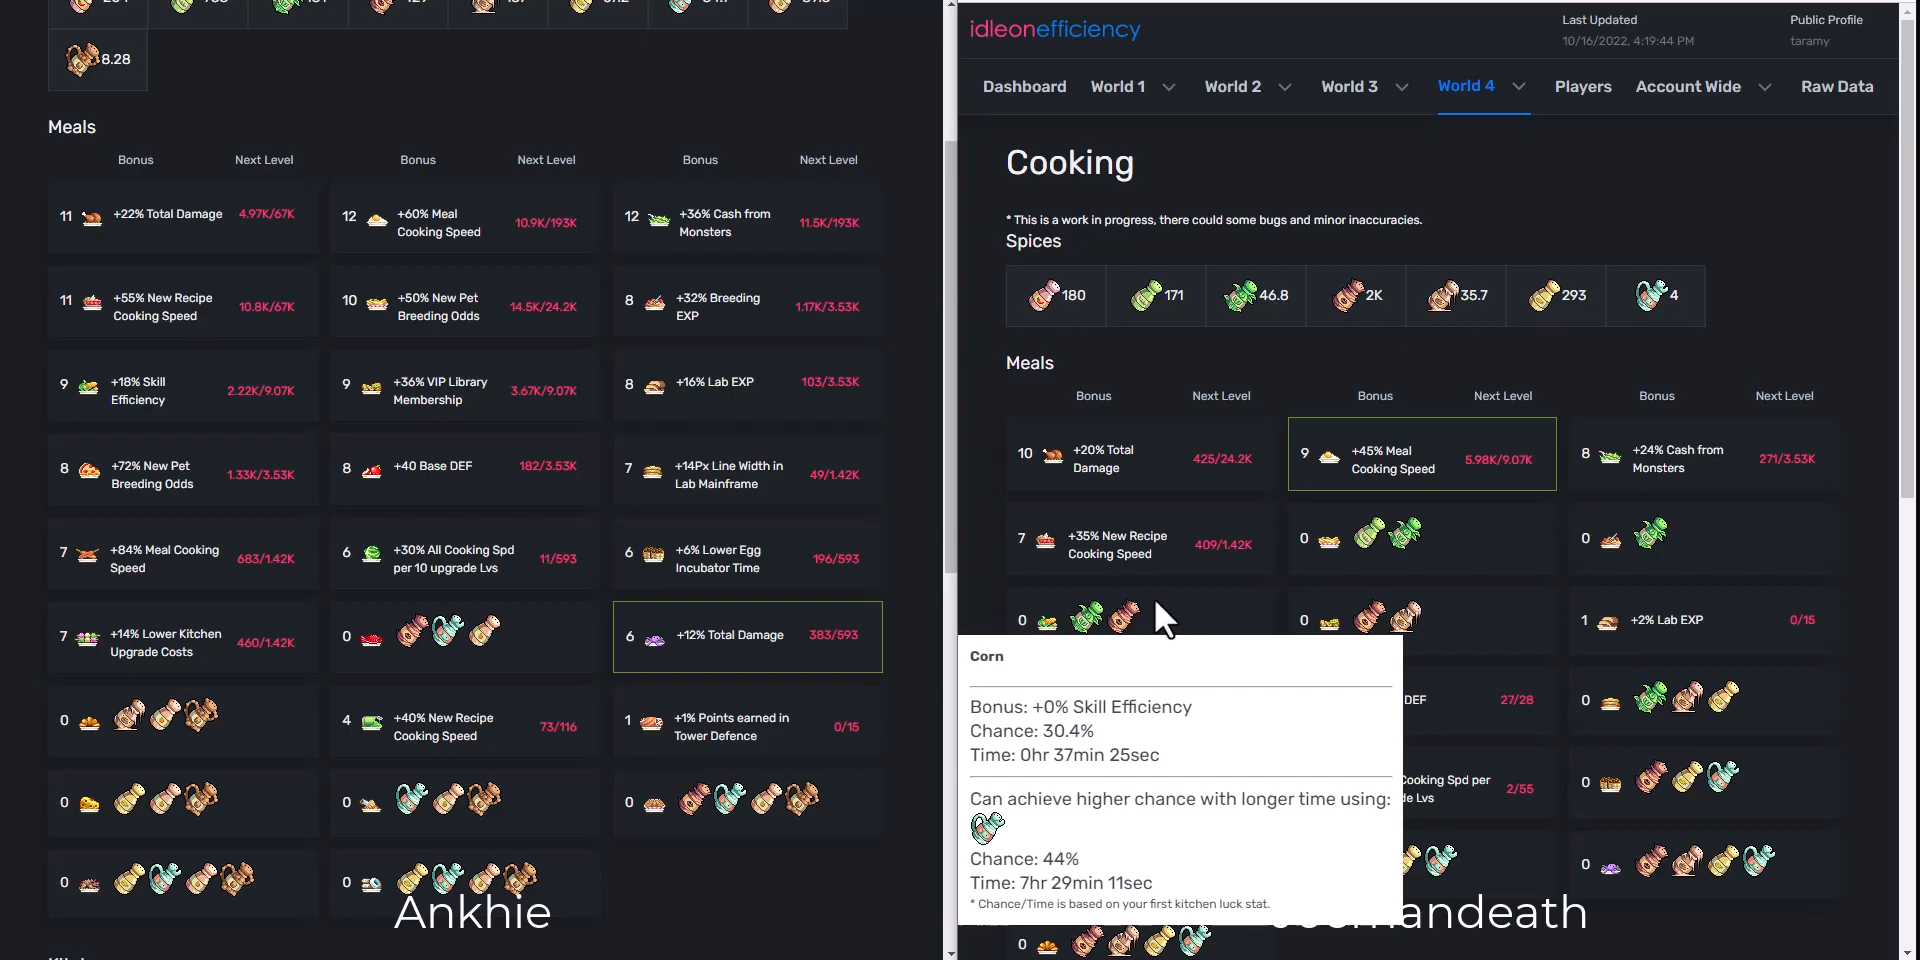 8.28
Meals
Bonus Next Level Bonus Next Level Bonus Next Level
11 +22% Total Damage 4.97K/67K
12 +60% Meal
Cooking Speed 10.9K/193K
12 +36% Cash from
Monsters 11.5K/193K
11 +55% New Recipe
Cooking Speed 10.8K/67K
10 +50% New Pet
Breeding Odds 14.5K/24.2K
8 +32% Breeding
EXP 1.17K/3.53K
9 +18% Skill
Efficiency 2.22K/9.07K
9 +36% VIP Library
Membership 3.67K/9.07K
8 +16% Lab EXP 103/3.53K
8 +72% New Pet
Breeding Odds 1.33K/3.53K
8 +40 Base DEF 182/3.53K
7 +14Px Line Width in
Lab Mainframe 49/1.42K
7 +84% Meal Cooking
Speed 683/1.42K
6 +30% All Cooking Spd
per 10 upgrade Lvs 11/593
6 +6% Lower Egg
Incubator Time 196/593
7 +14% Lower Kitchen
Upgrade Costs 460/1.42K
0
6 +12% Total Damage 383/593
0
4 +40% New Recipe
Cooking Speed 73/116
1 +1% Points earned in
Tower Defence 0/15
0 0 0
0 0
Ankhie
idleonefficiency
Last Updated
10/16/2022, 4:19:44 PM
Public Profile
taramy
Dashboard World 1 World 2 World 3 World 4 Players Account Wide Raw Data
Cooking
* This is a work in progress, there could some bugs and minor inaccuracies.
Spices
180 171 46.8 2K 35.7 293 4
Meals
Bonus Next Level Bonus Next Level Bonus Next Level
10 +20% Total
Damage 425/24.2K
9 +45% Meal
Cooking Speed 5.98K/9.07K
8 +24% Cash from
Monsters 271/3.53K
7 +35% New Recipe
Cooking Speed 409/1.42K
0 0
0 0
1 +2% Lab EXP 0/15
Corn
Bonus: +0% Skill Efficiency
Chance: 30.4%
Time: 0hr 37min 25sec
Can achieve higher chance with longer time using:
Chance: 44%
Time: 7hr 29min 11sec
* Chance/Time is based on your first kitchen luck stat.
DEF 27/28
0
Cooking Spd per
Lvs 2/55
0
0
0
andeath